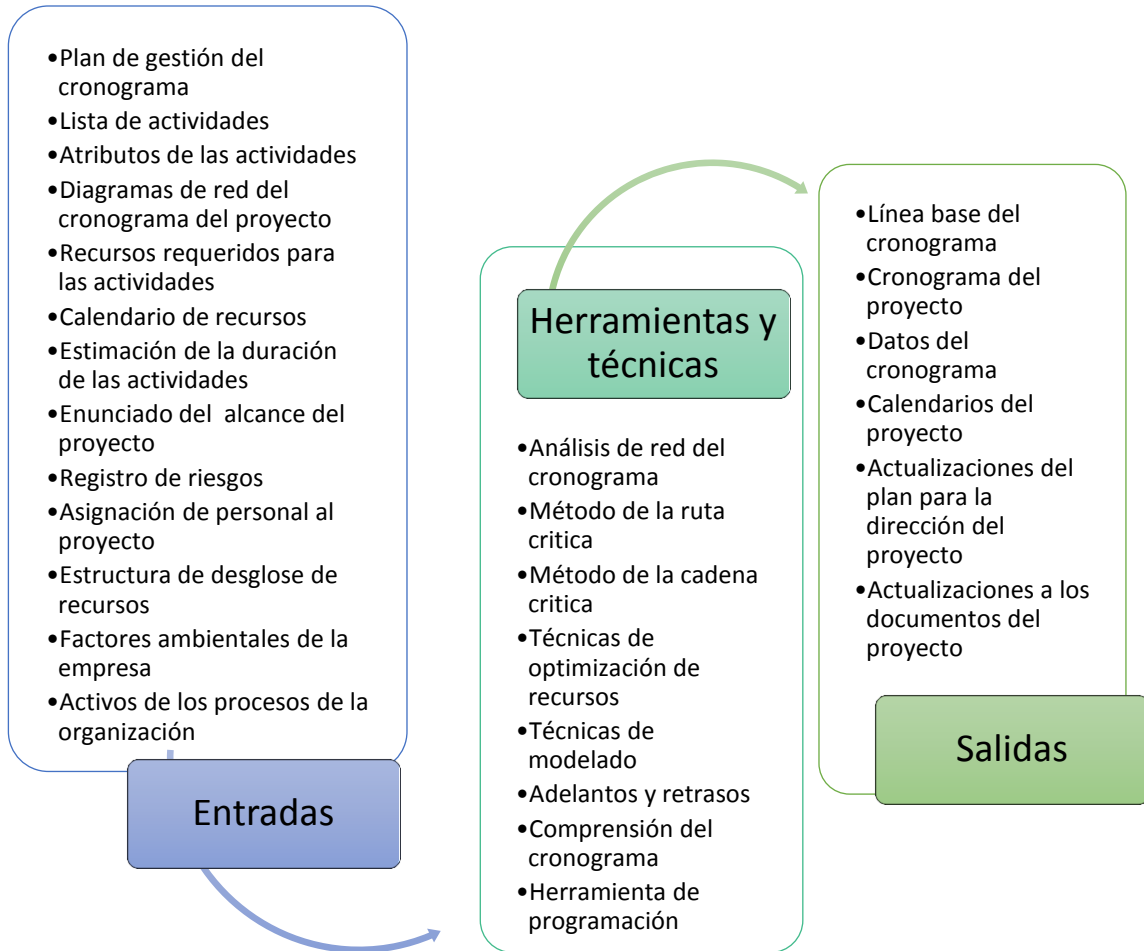 •Plan de gestión del
cronograma
•Lista de actividades
•Atributos de las actividades
•Diagramas de red del
cronograma del proyecto
•Recursos requeridos para
las actividades
•Calendario de recursos
•Estimación de la duración
de las actividades
•Enunciado del alcance del
proyecto
•Registro de riesgos
•Asignación de personal al
proyecto
•Estructura de desglose de
recursos
•Factores ambientales de la
empresa
•Activos de los procesos de la
organización
Entradas
Herramientas y
técnicas
•Análisis de red del
cronograma
•Método de la ruta
critica
•Método de la cadena
critica
•Técnicas de
optimización de
recursos
•Técnicas de
modelado
•Adelantos y retrasos
•Comprensión del
cronograma
•Herramienta de
programación
•Línea base del
cronograma
•Cronograma del
proyecto
•Datos del
cronograma
•Calendarios del
proyecto
•Actualizaciones del
plan para la
dirección del
proyecto
•Actualizaciones a los
documentos del
proyecto
Salidas